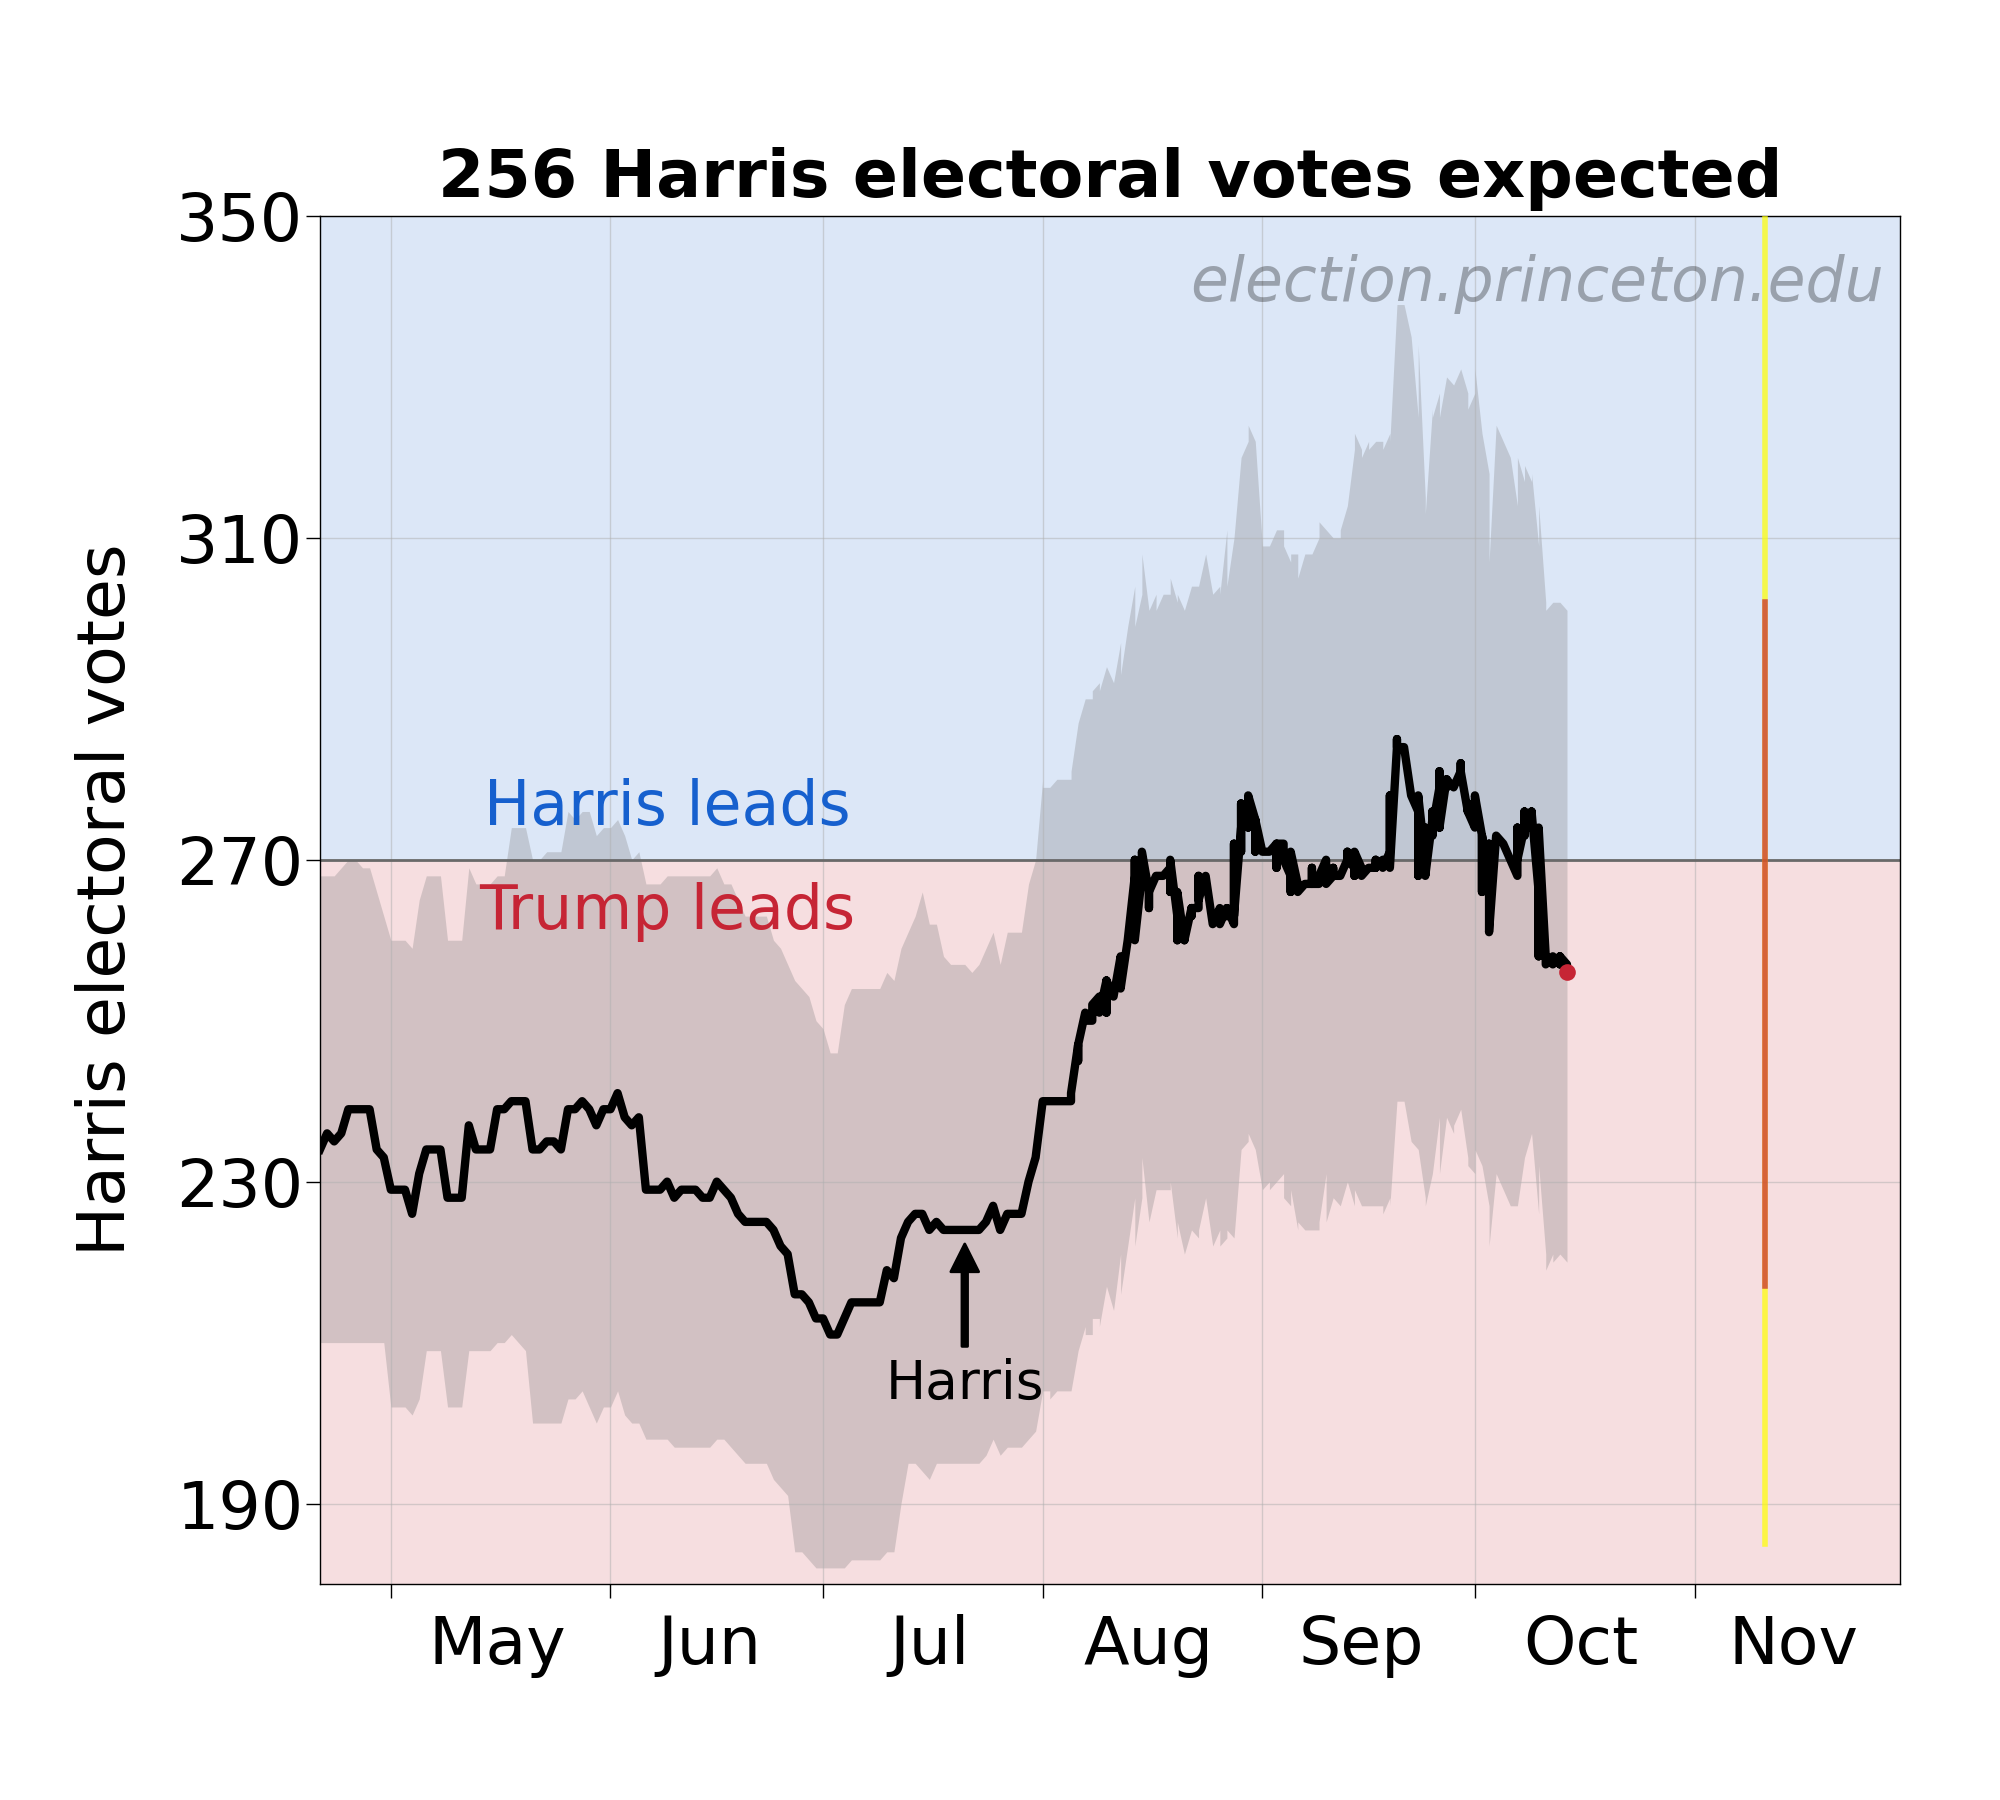 256 Harris electoral votes expected
election.princeton.edu
350
310
270
230
190
Harris electoral votes
Harris leads
Trump leads
Harris
May Jun Jul Aug Sep Oct Nov